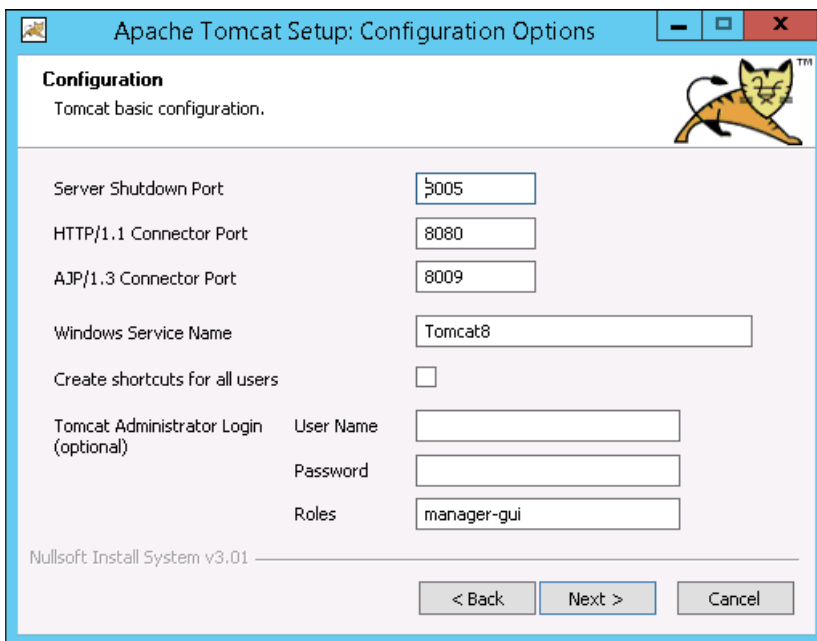 Apache Tomcat Setup: Configuration Options
Configuration
Tomcat basic configuration.
TM
Server Shutdown Port 8005
HTTP/1.1 Connector Port 8080
AJP/1.3 Connector Port 8009
Windows Service Name Tomcat8
Create shortcuts for all users
Tomcat Administrator Login
(optional)
User Name
Password
Roles manager-gui
Nullsoft Install System v3.01
< Back Next > Cancel